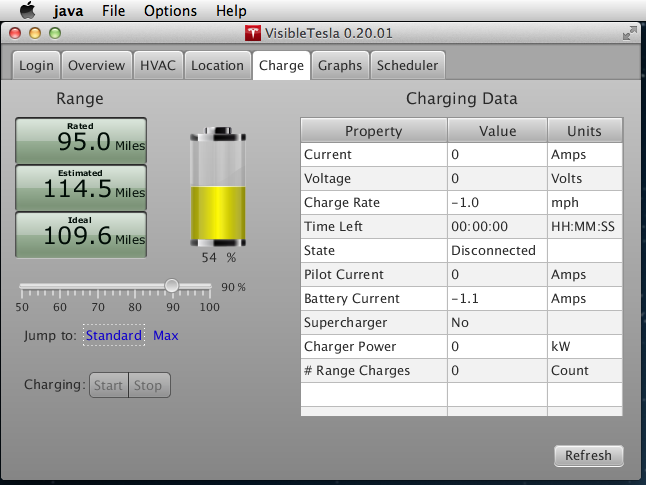 java File Options Help
VisibleTesla 0.20.01
Login Overview HVAC Location Charge Graphs Scheduler
Range
Rated
95.0 Miles
Estimated
114.5 Miles
Ideal
109.6 Miles
54 %
90 %
50 60 70 80 90 100
Jump to: Standard Max
Charging: Start Stop
Charging Data
Property Value Units
Current 0 Amps
Voltage 0 Volts
Charge Rate -1.0 mph
Time Left 00:00:00 HH:MM:SS
State Disconnected
Pilot Current 0 Amps
Battery Current -1.1 Amps
Supercharger No
Charger Power 0 kW
# Range Charges 0 Count
Refresh